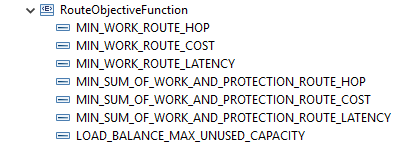 RouteObjectiveFunction
MIN_WORK_ROUTE_HOP
MIN_WORK_ROUTE_COST
MIN_WORK_ROUTE_LATENCY
MIN_SUM_OF_WORK_AND_PROTECTION_ROUTE_HOP
MIN_SUM_OF_WORK_AND_PROTECTION_ROUTE_COST
MIN_SUM_OF_WORK_AND_PROTECTION_ROUTE_LATENCY
LOAD_BALANCE_MAX_UNUSED_CAPACITY